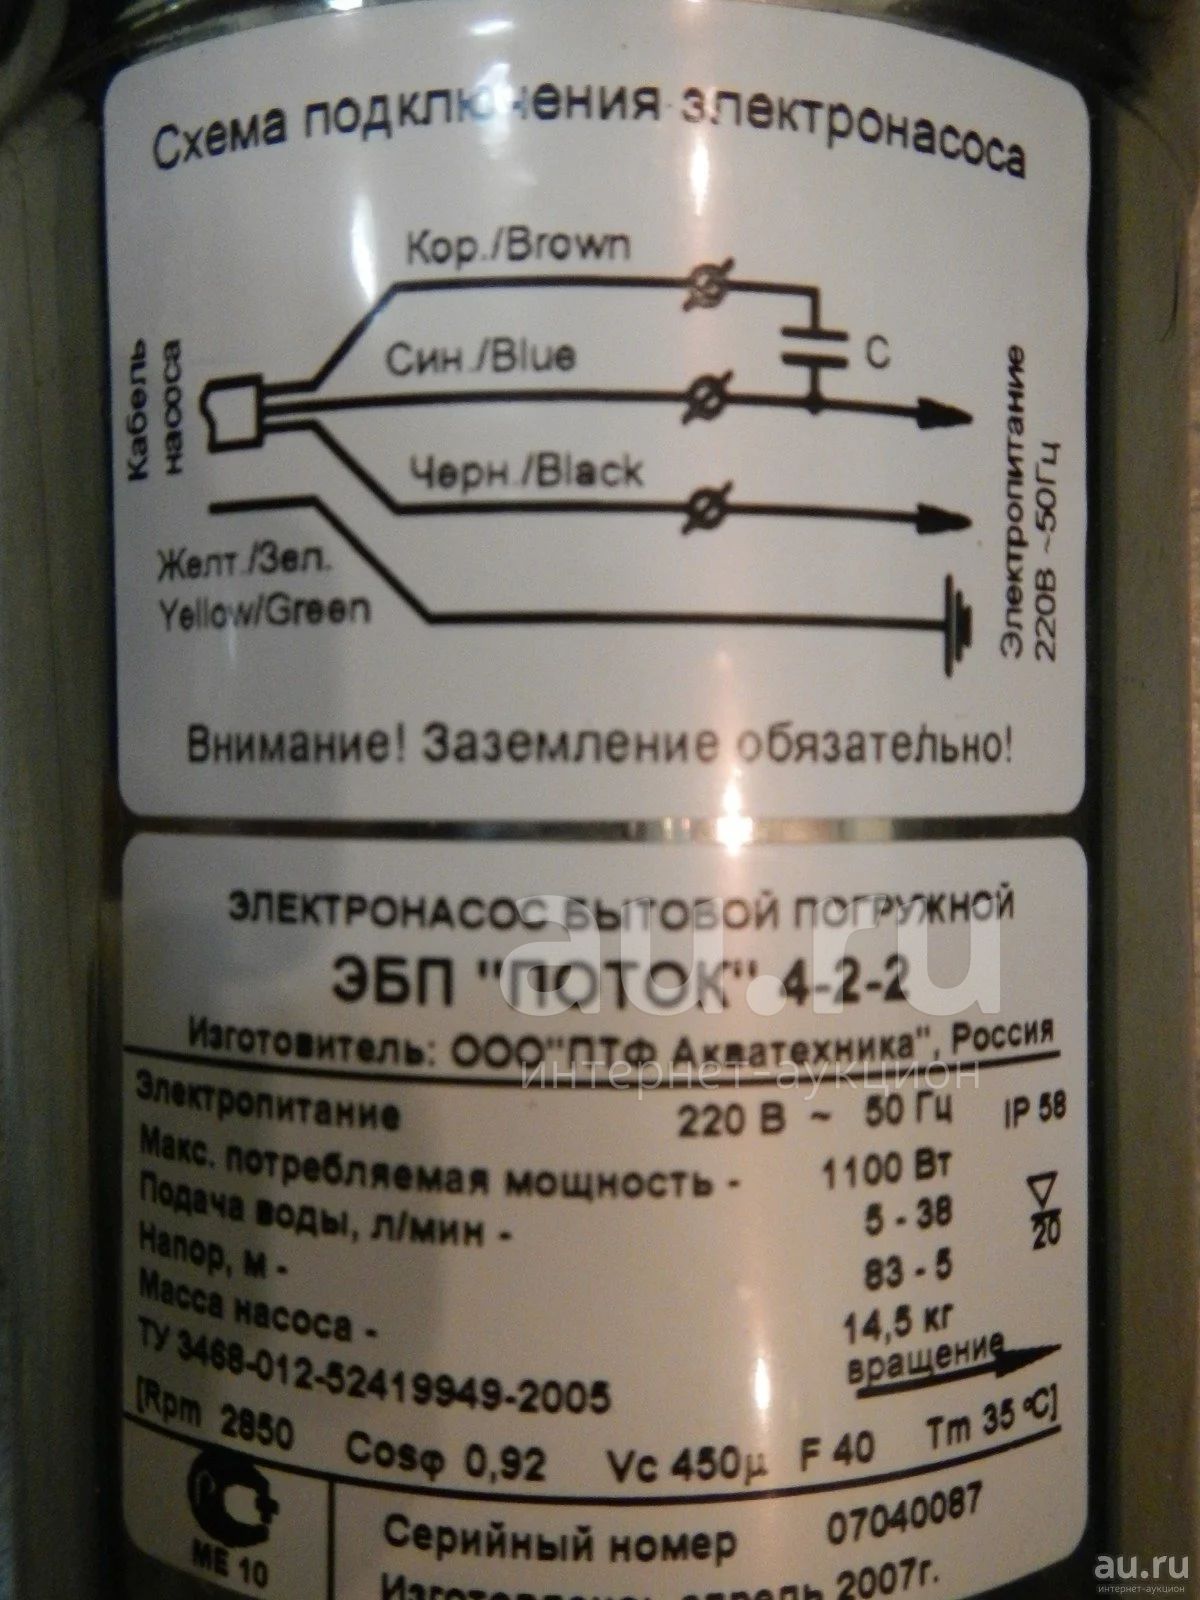 Схема подключения электронасоса
Кор./Brown
Син./Blue
C
Черн./Black
Кабель
насоса
Желт./Зел.
Yellow/Green
Электропитание
220В ~50Гц
Внимание! Заземление обязательно!
ЭЛЕКТРОНАСОС БЫТОВОЙ ПОГРУЖНОЙ
ЭБП "ПОТОК" 4-2-2
Изготовитель: ООО"ПТФ Акватехника", Россия
Электропитание 220 В ~ 50 Гц IP 58
Макс. потребляемая мощность - 1100 Вт
Подача воды, л/мин - 5 - 38
20
Напор, м - 83 - 5
Масса насоса - 14,5 кг
ТУ 3468-012-52419949-2005
вращение
[Rpm 2850 Cosφ 0,92 Vc 450μ F 40 Tm 35 ºC]
МЕ 10
Серийный номер 07040087
Изготовлено: апрель 2007г.
au.ru
интернет-аукцион
au.ru
интернет-аукцион